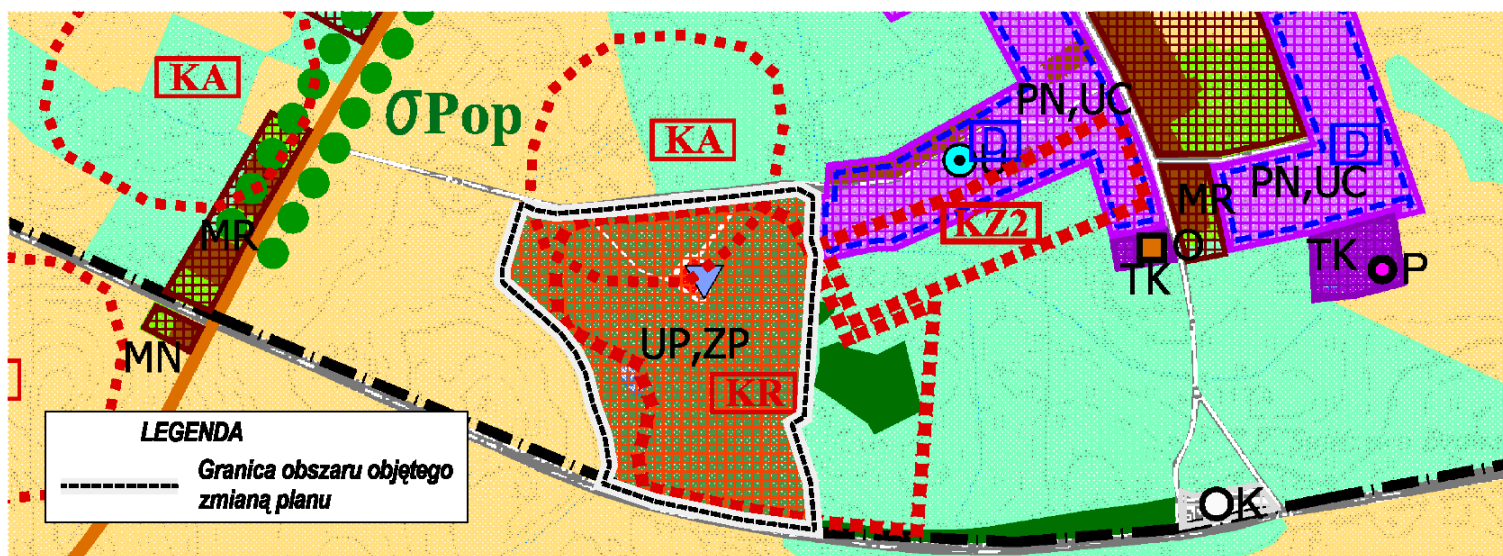 KA
σPop
KA
PN,UC
D
U
D
MR
PN,UC
MR
KZ2
O
TK
TK
P
UP,ZP
MN
KR
LEGENDA
Granica obszaru objętego
zmianą planu
OK